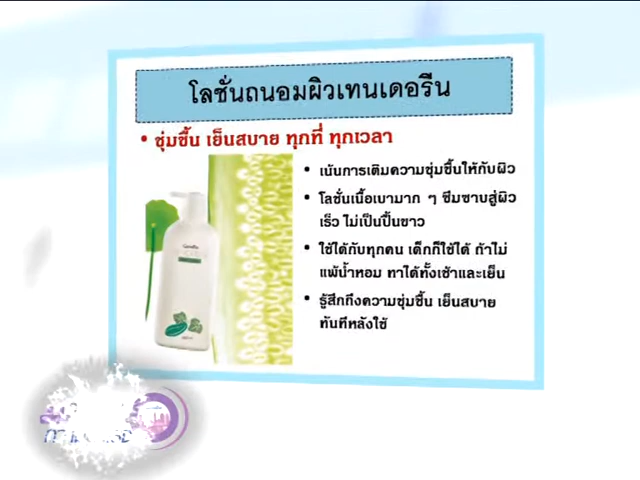 โลชั่นถนอมผิวเทนเดอรีน
• ชุ่มชื้น เย็นสบาย ทุกที่ ทุกเวลา
• เน้นการเติมความชุ่มชื้นให้กับผิว
• โลชั่นเนื้อเบามาก ๆ ซึมซาบสู่ผิว
เร็ว ไม่เป็นปื้นขาว
• ใช้ได้กับทุกคน เด็กก็ใช้ได้ ถ้าไม่
แพ้น้ำหอม ทาได้ทั้งเช้าและเย็น
• รู้สึกถึงความชุ่มชื้น เย็นสบาย
ทันทีหลังใช้